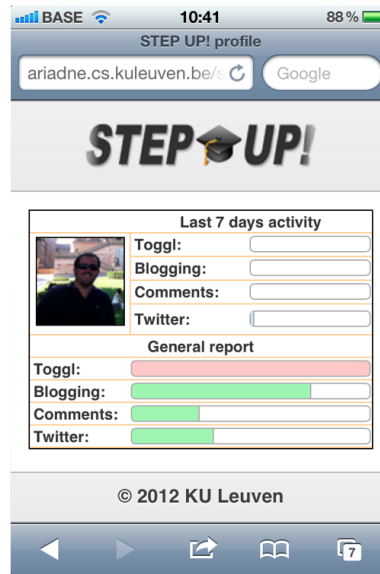 BASE 10:41 88 %
STEP UP! profile
ariadne.cs.kuleuven.be/s Google
STEP UP!
Last 7 days activity
Toggl:
Blogging:
Comments:
Twitter:
General report
Toggl:
Blogging:
Comments:
Twitter:
© 2012 KU Leuven
7